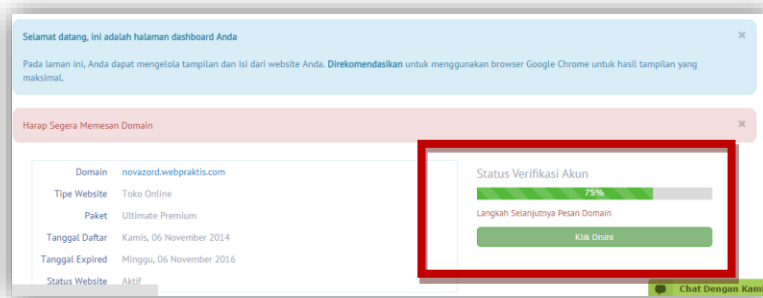 Selamat datang, ini adalah halaman dashboard Anda
Pada laman ini, Anda dapat mengelola tampilan dan isi dari website Anda. Direkomendasikan untuk menggunakan browser Google Chrome untuk hasil tampilan yang
maksimal.
Harap Segera Memesan Domain
Domain novazord.webpraktis.com
Tipe Website Toko Online
Paket Ultimate Premium
Tanggal Daftar Kamis, 06 November 2014
Tanggal Expired Minggu, 06 November 2016
Status Website Aktif
Status Verifikasi Akun
75%
Langkah Selanjutnya Pesan Domain
Klik Disini
Chat Dengan Kami